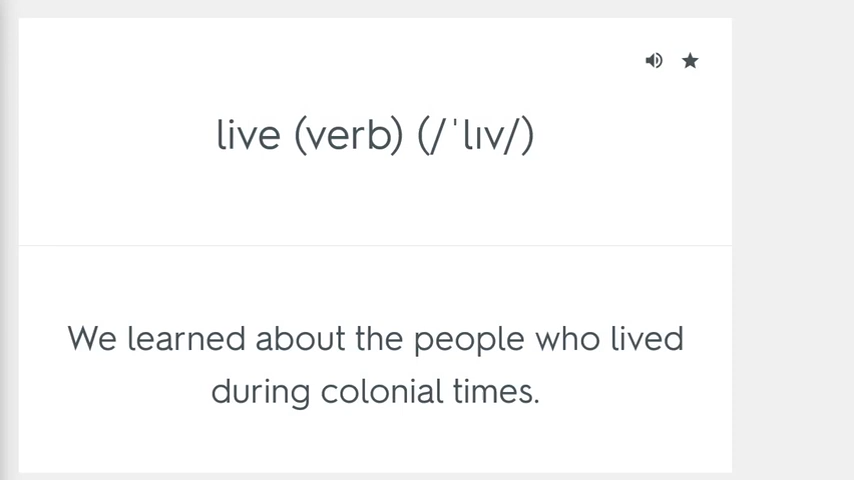 live (verb) (/ˈlɪv/)
We learned about the people who lived
during colonial times.